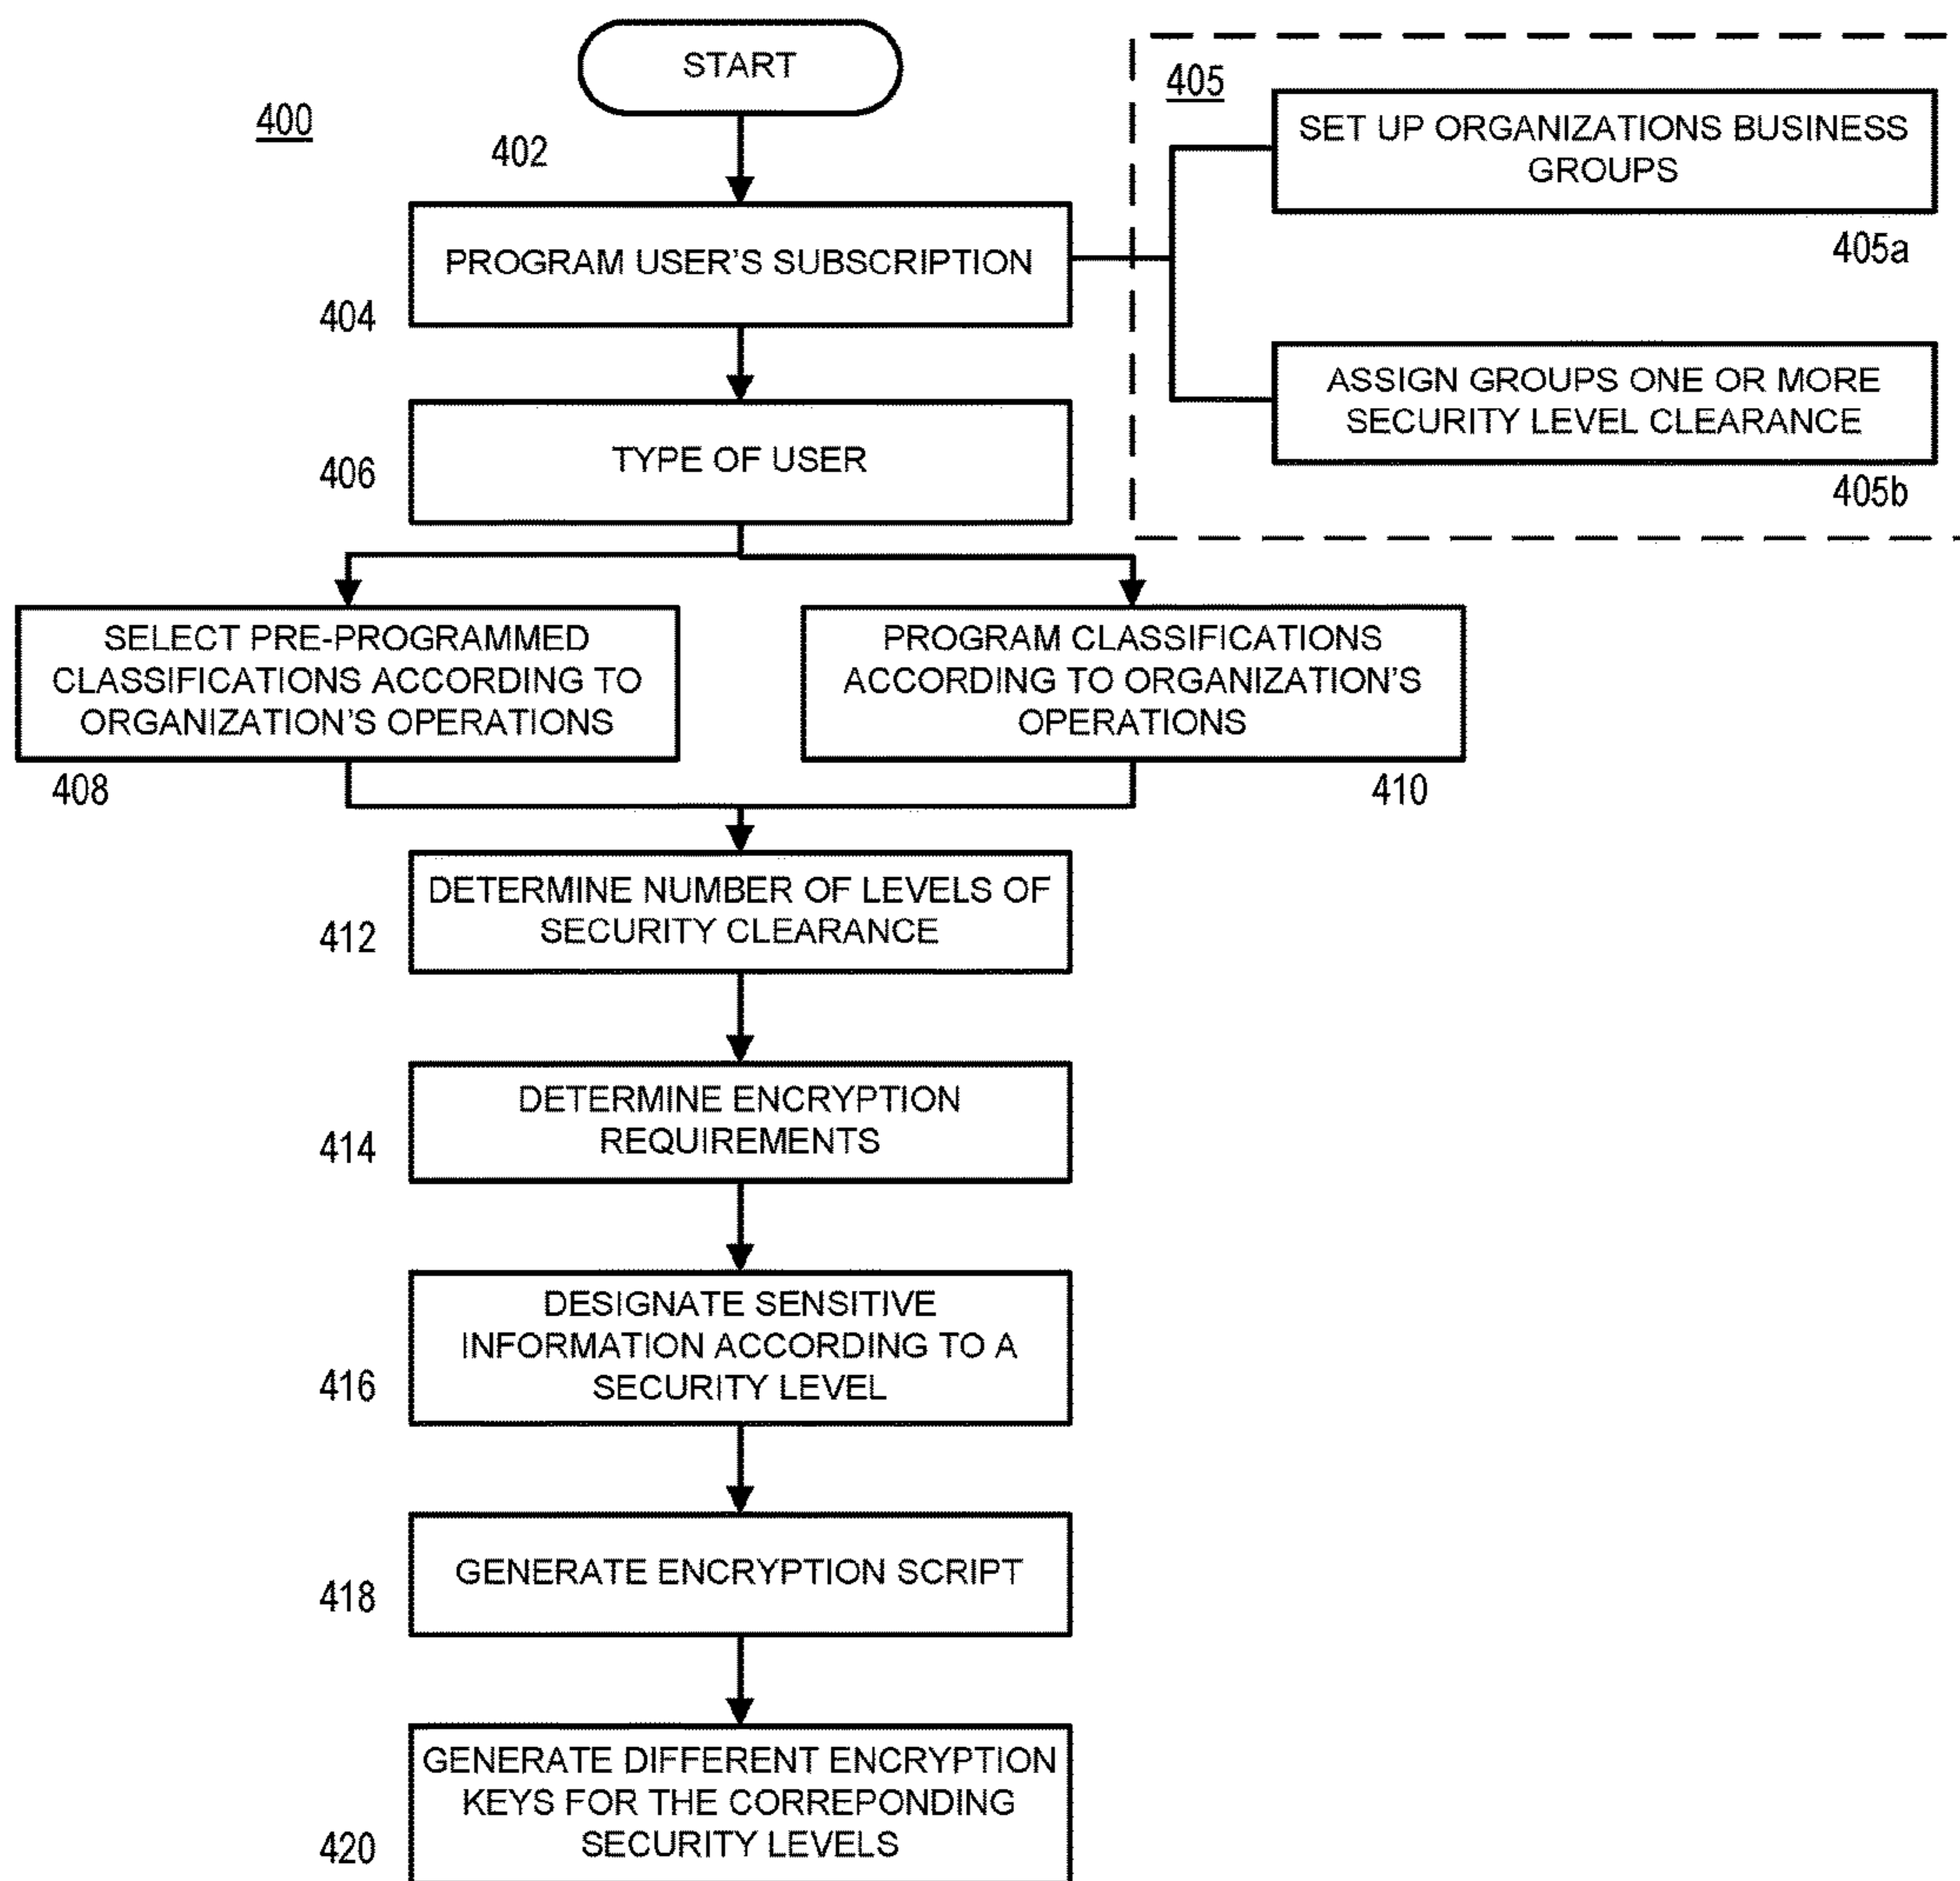 START
400
402
405
SET UP ORGANIZATIONS BUSINESS
GROUPS
405a
PROGRAM USER'S SUBSCRIPTION
404
ASSIGN GROUPS ONE OR MORE
SECURITY LEVEL CLEARANCE
405b
TYPE OF USER
406
SELECT PRE-PROGRAMMED
CLASSIFICATIONS ACCORDING TO
ORGANIZATION'S OPERATIONS
408
PROGRAM CLASSIFICATIONS
ACCORDING TO ORGANIZATION'S
OPERATIONS
410
DETERMINE NUMBER OF LEVELS OF
SECURITY CLEARANCE
412
DETERMINE ENCRYPTION
REQUIREMENTS
414
DESIGNATE SENSITIVE
INFORMATION ACCORDING TO A
SECURITY LEVEL
416
GENERATE ENCRYPTION SCRIPT
418
GENERATE DIFFERENT ENCRYPTION
KEYS FOR THE CORREPONDING
SECURITY LEVELS
420